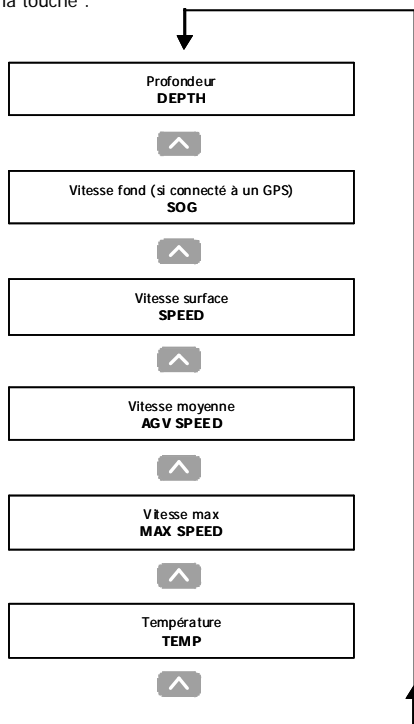 la touche :
Profondeur
DEPTH
Vitesse fond (si connecté à un GPS)
SOG
Vitesse surface
SPEED
Vitesse moyenne
AGV SPEED
Vitesse max
MAX SPEED
Température
TEMP